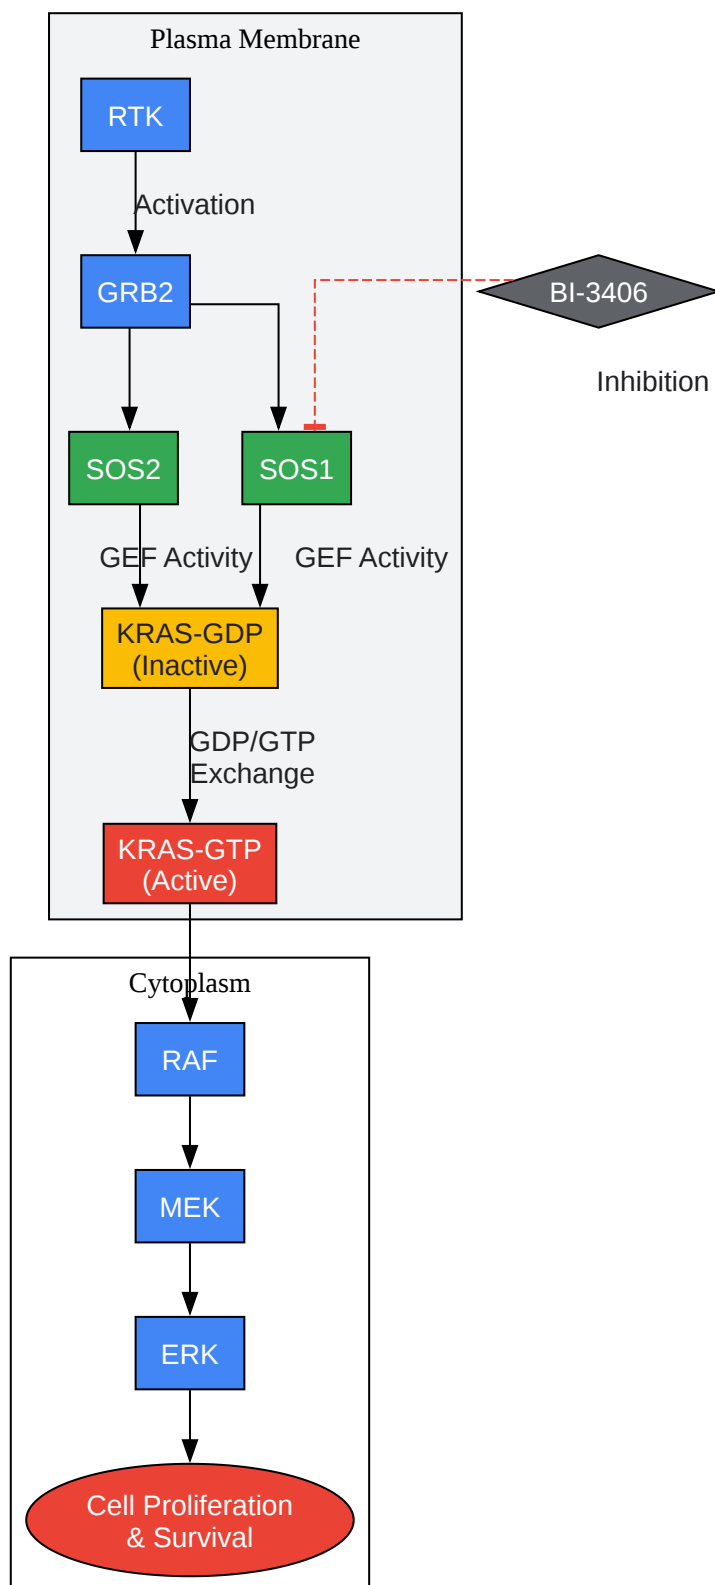 Plasma Membrane
RTK
Activation
GRB2
BI-3406
Inhibition
SOS2
SOS1
GEF Activity
GEF Activity
KRAS-GDP
(Inactive)
GDP/GTP
Exchange
KRAS-GTP
(Active)
Cytoplasm
RAF
MEK
ERK
Cell Proliferation
& Survival